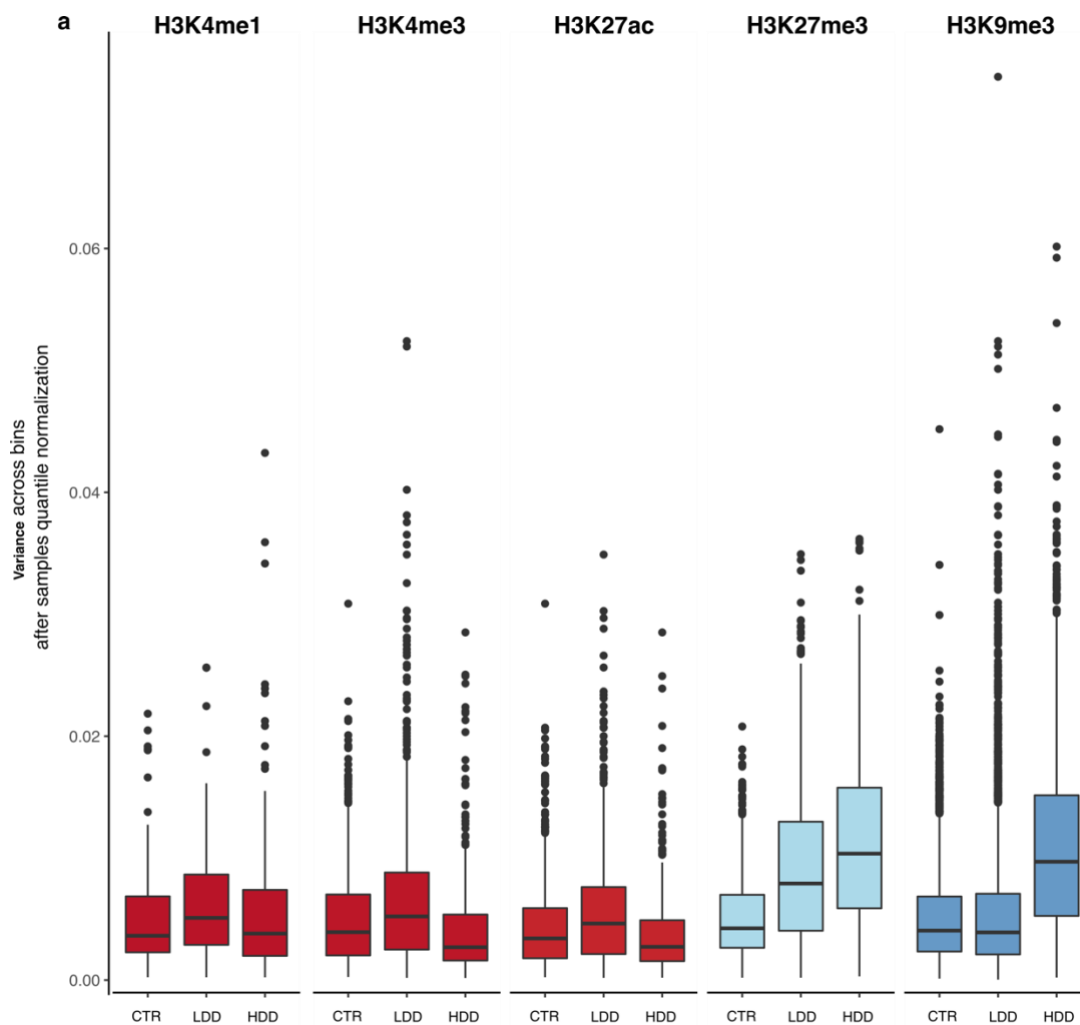 a
H3K4me1 H3K4me3 H3K27ac H3K27me3 H3K9me3
Variance across bins
after samples quantile normalization
0.06
0.04
0.02
0.00
CTR LDD HDD CTR LDD HDD CTR LDD HDD CTR LDD HDD CTR LDD HDD